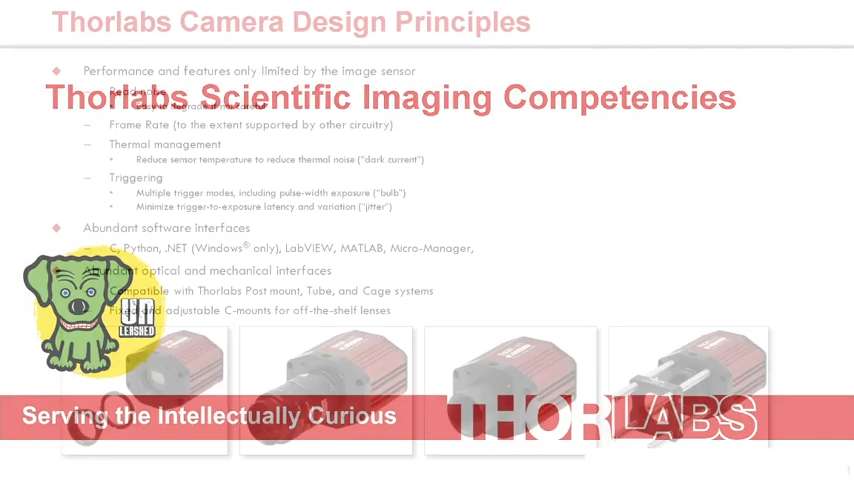 Thorlabs Camera Design Principles
Performance and features only limited by the image sensor
Thorlabs Scientific Imaging Competencies
Read noise
Frame Rate (to the extent supported by other circuitry)
Thermal management
Reduce sensor temperature to reduce thermal noise ("dark current")
Triggering
Multiple trigger modes, including pulse-width exposure ("bulb")
Minimize trigger-to-exposure latency and variation ("jitter")
Abundant software interfaces
C, Python, .NET (Windows® only), LabVIEW, MATLAB, Micro-Manager,
Abundant optical and mechanical interfaces
Compatible with Thorlabs Post mount, Tube, and Cage systems
Fixed and adjustable C-mounts for off-the-shelf lenses
UN
LEASHED
Serving the Intellectually Curious
THORLABS